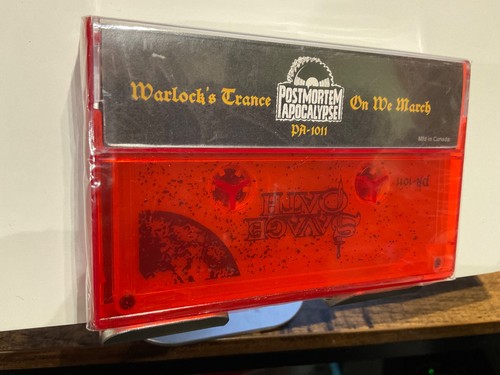 Warlock's Trance
POSTMORTEM
APOCALYPSE
PA-1011
On We March
Mfd in Canada
PA-1011
SAVAGE
OATH